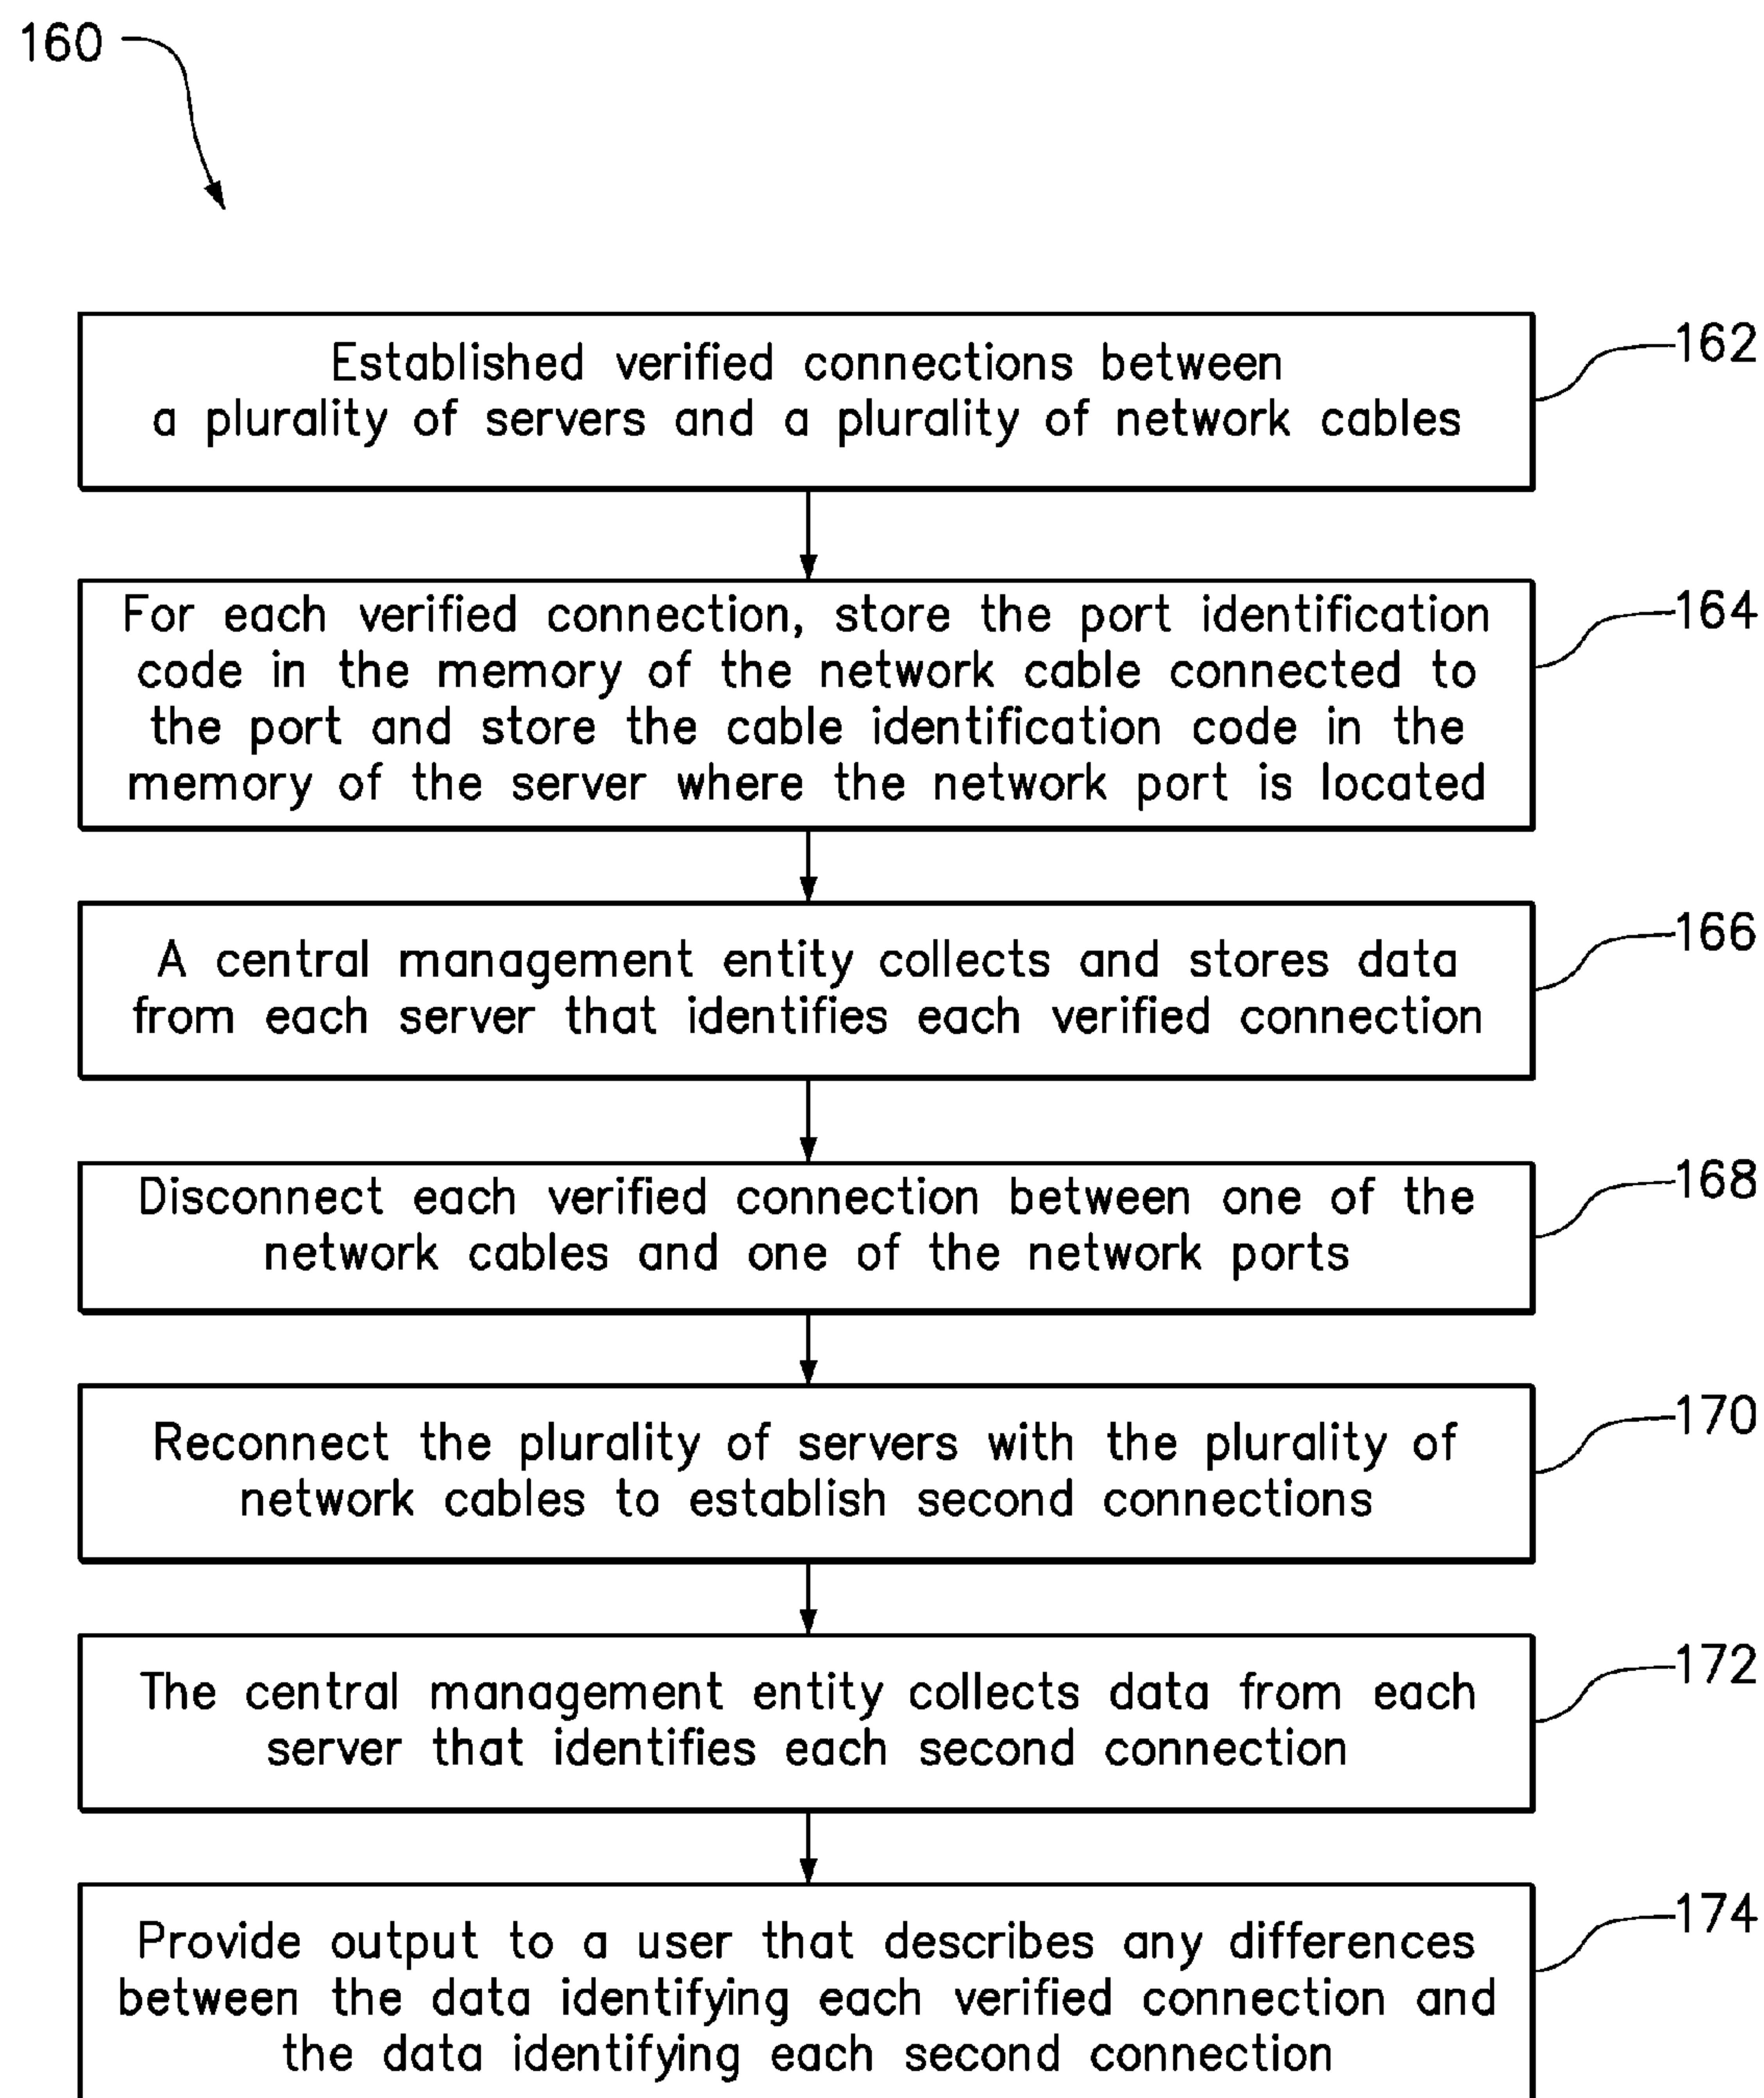 160
Established verified connections between
a plurality of servers and a plurality of network cables
162
For each verified connection, store the port identification
code in the memory of the network cable connected to
the port and store the cable identification code in the
memory of the server where the network port is located
164
A central management entity collects and stores data
from each server that identifies each verified connection
166
Disconnect each verified connection between one of the
network cables and one of the network ports
168
Reconnect the plurality of servers with the plurality of
network cables to establish second connections
170
The central management entity collects data from each
server that identifies each second connection
172
Provide output to a user that describes any differences
between the data identifying each verified connection and
the data identifying each second connection
174